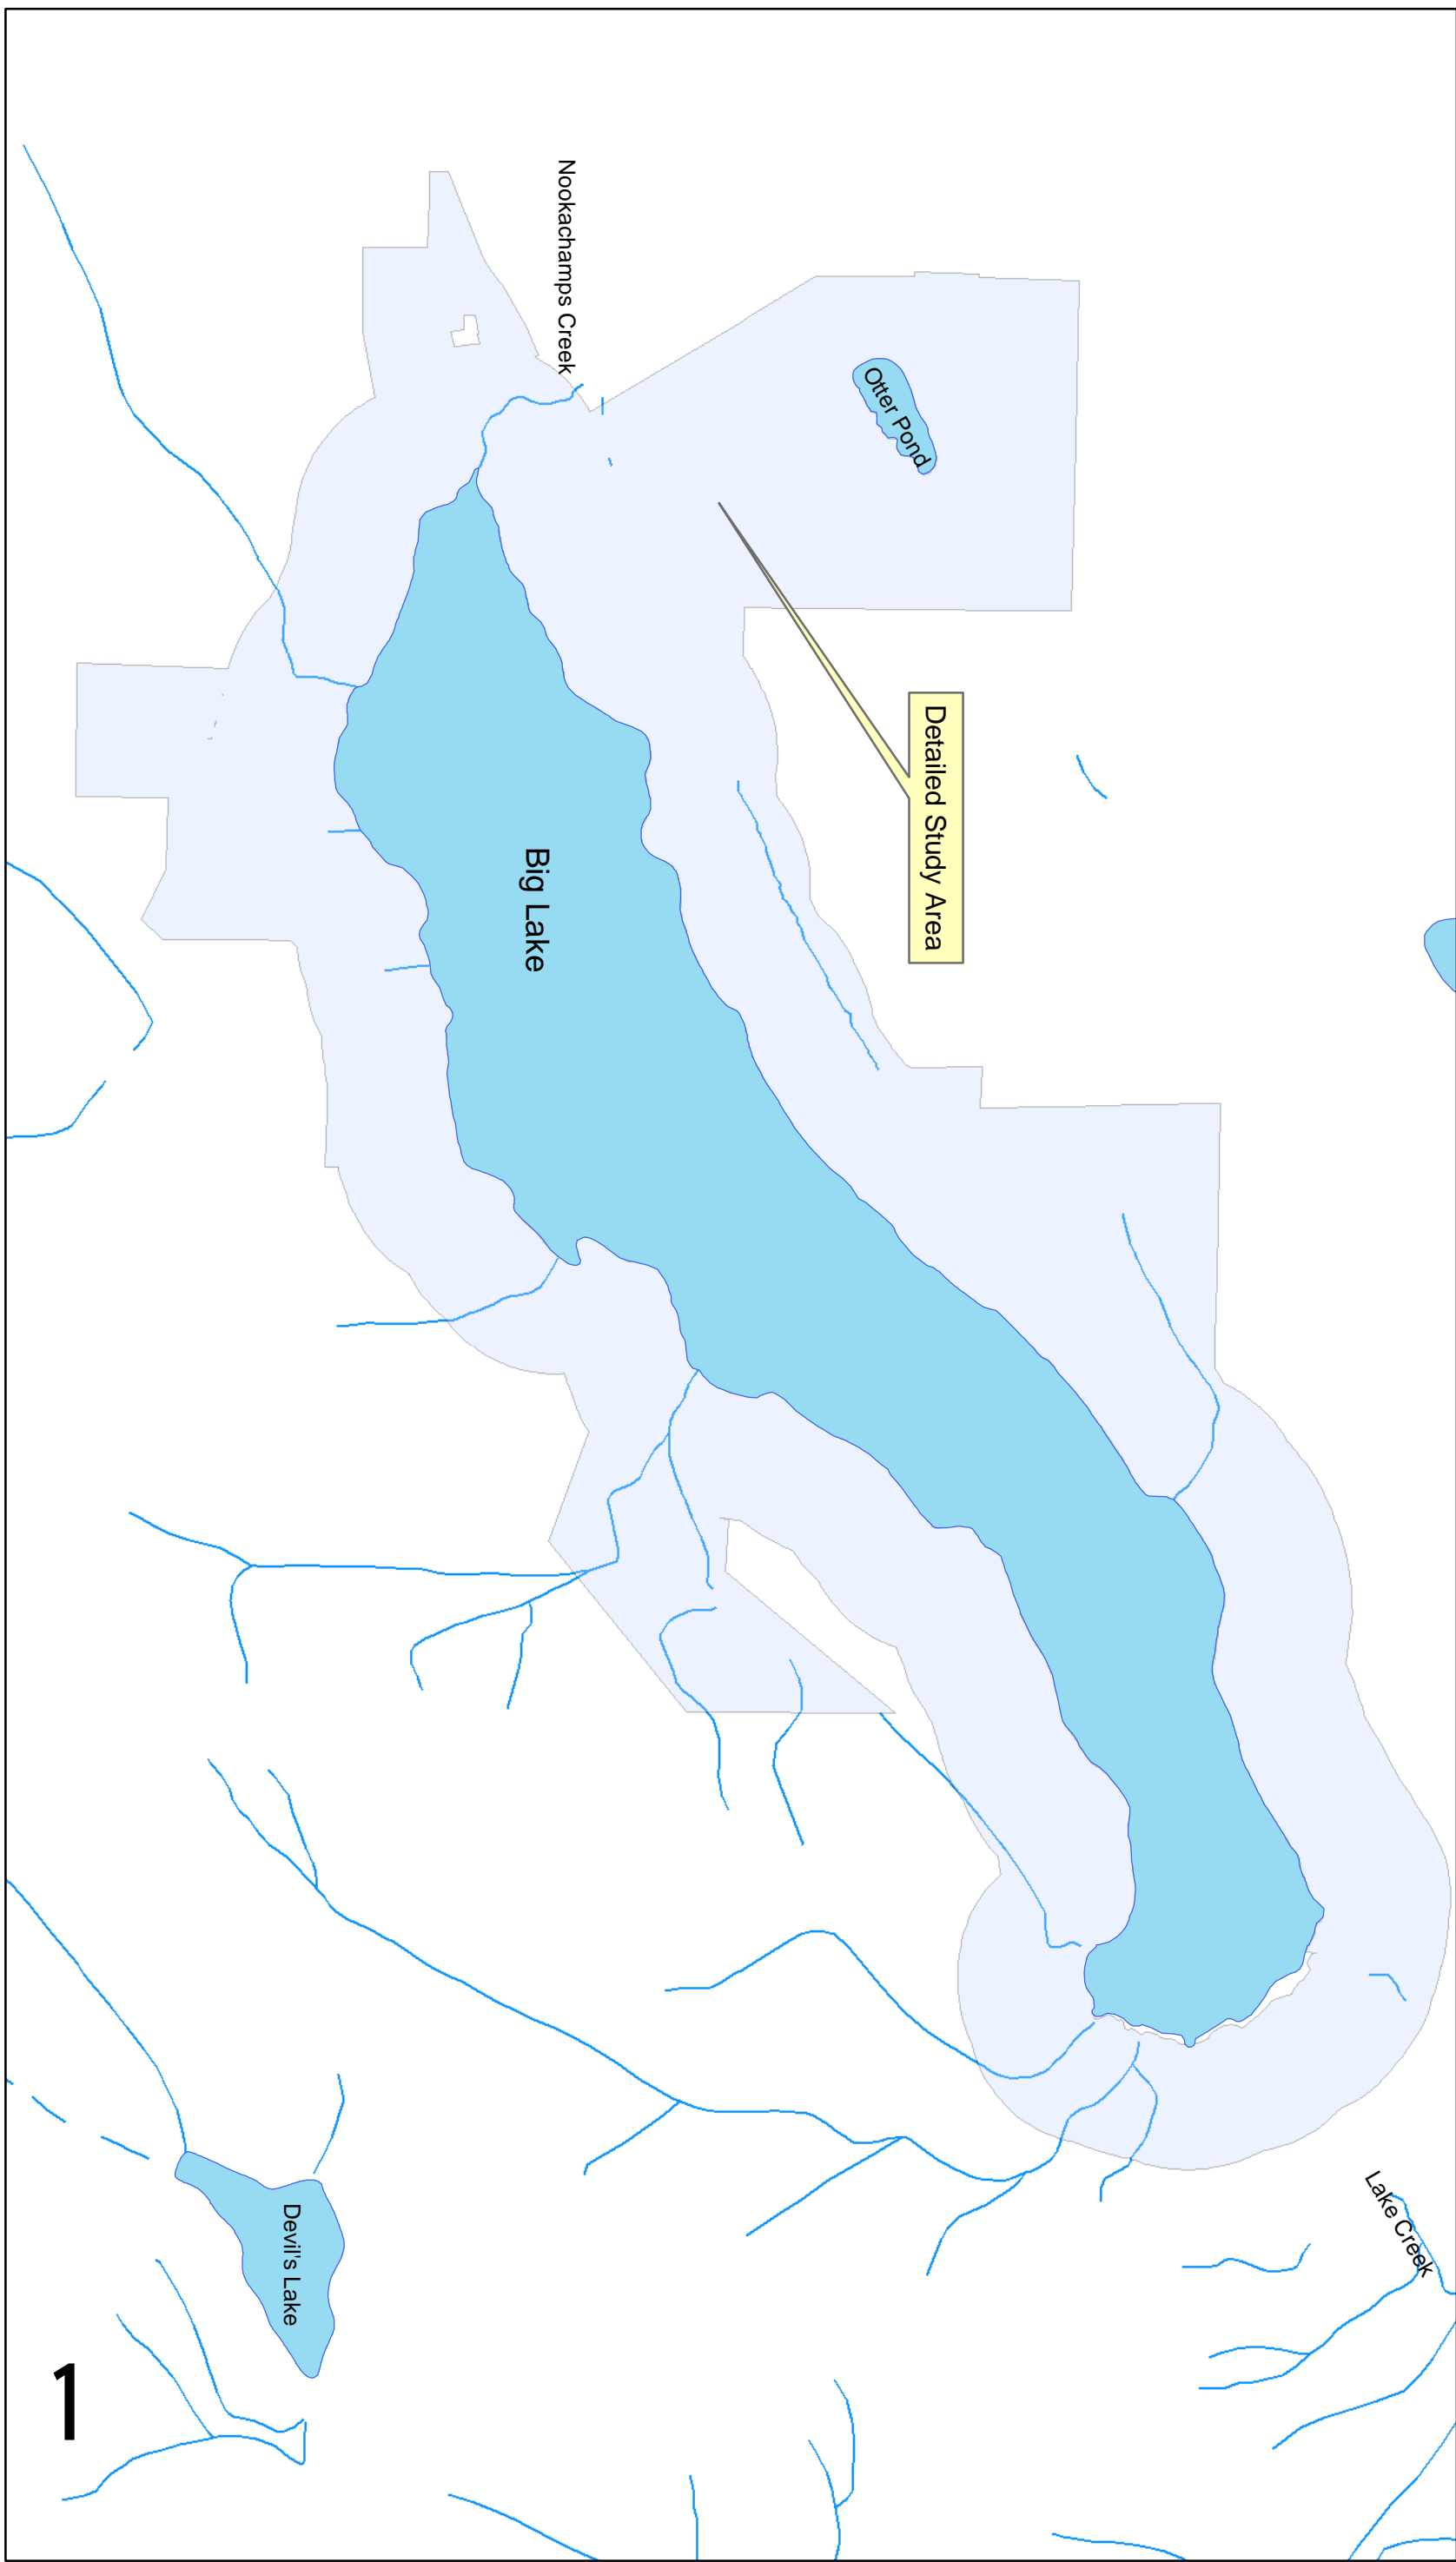 Nookachamps Creek
Otter Pond
Detailed Study Area
Big Lake
Lake Creek
Devil's Lake
1